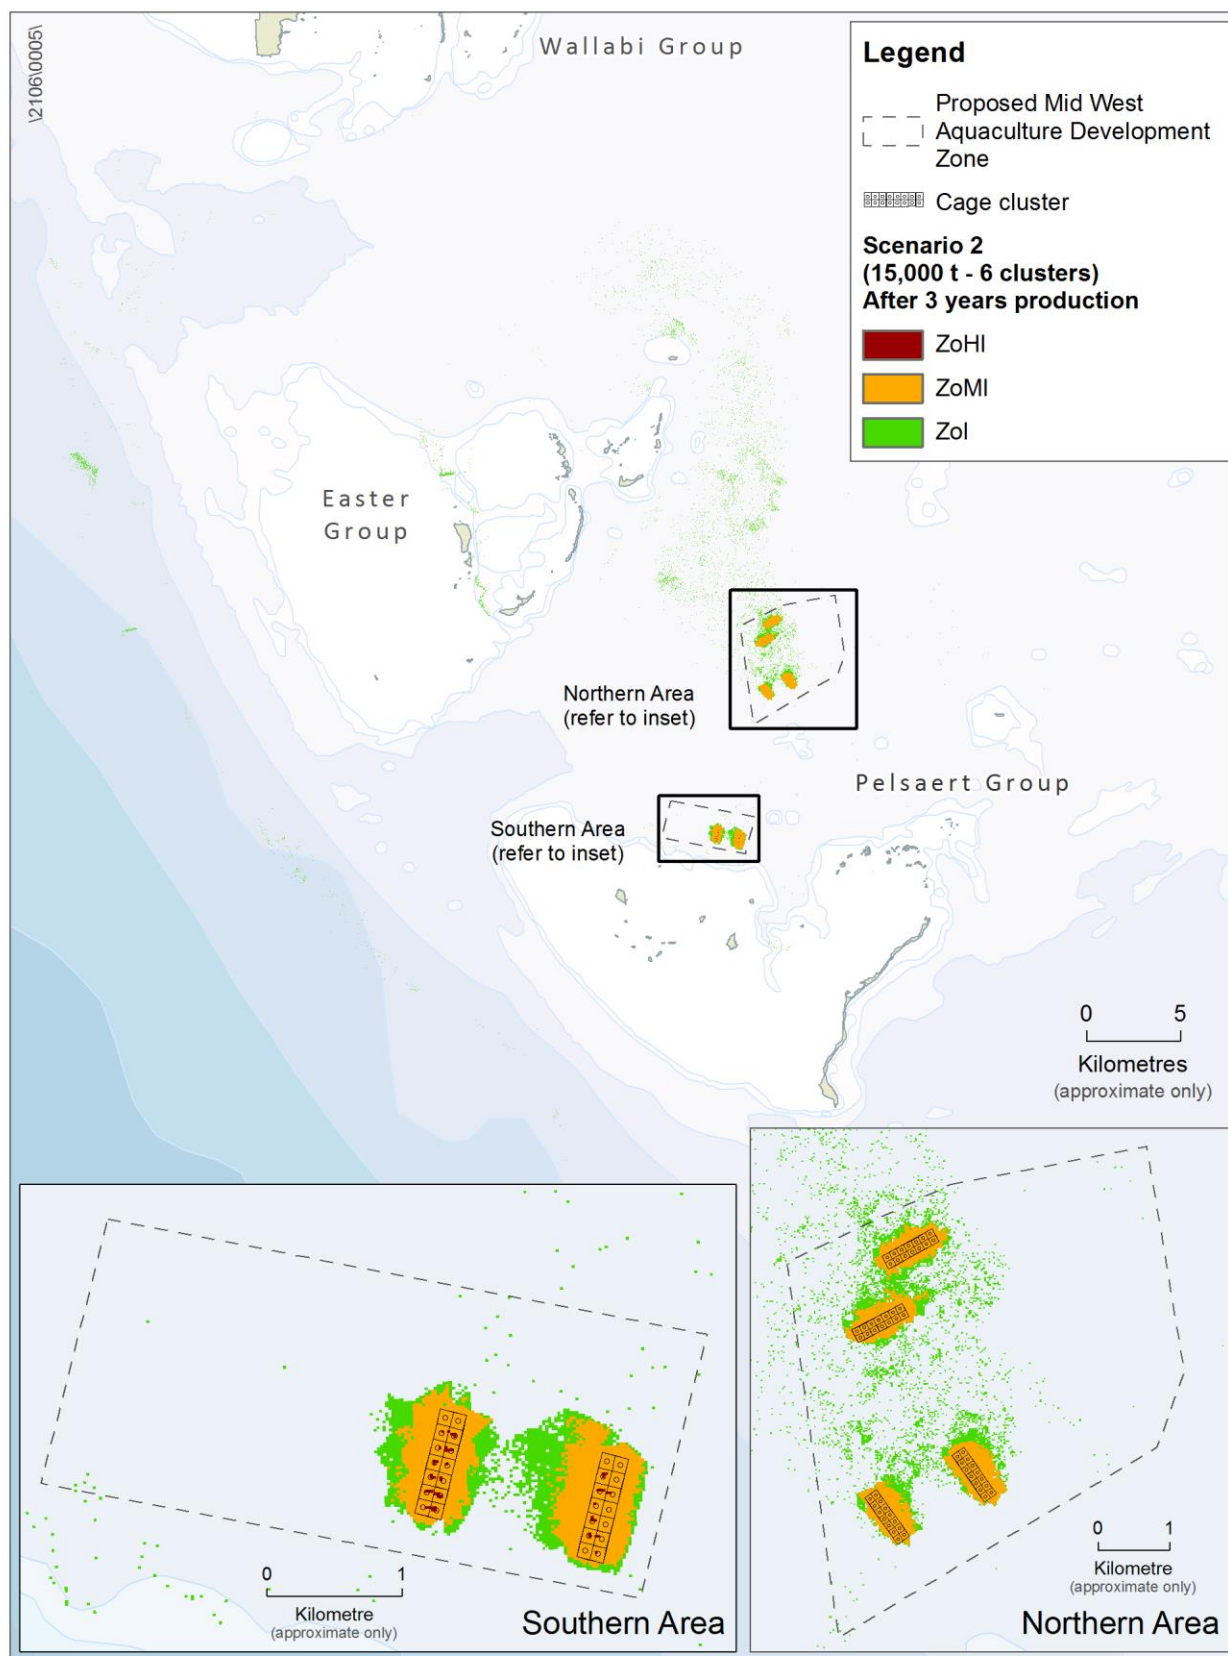 \2106\0005\
Wallabi Group
Legend
Proposed Mid West
Aquaculture Development
Zone
Cage cluster
Scenario 2
(15,000 t - 6 clusters)
After 3 years production
ZoHI
ZoMI
ZoI
Easter
Group
Northern Area
(refer to inset)
Pelsaert Group
Southern Area
(refer to inset)
0 5
Kilometres
(approximate only)
0 1
Kilometre
(approximate only)
Southern Area
0 1
Kilometre
(approximate only)
Northern Area